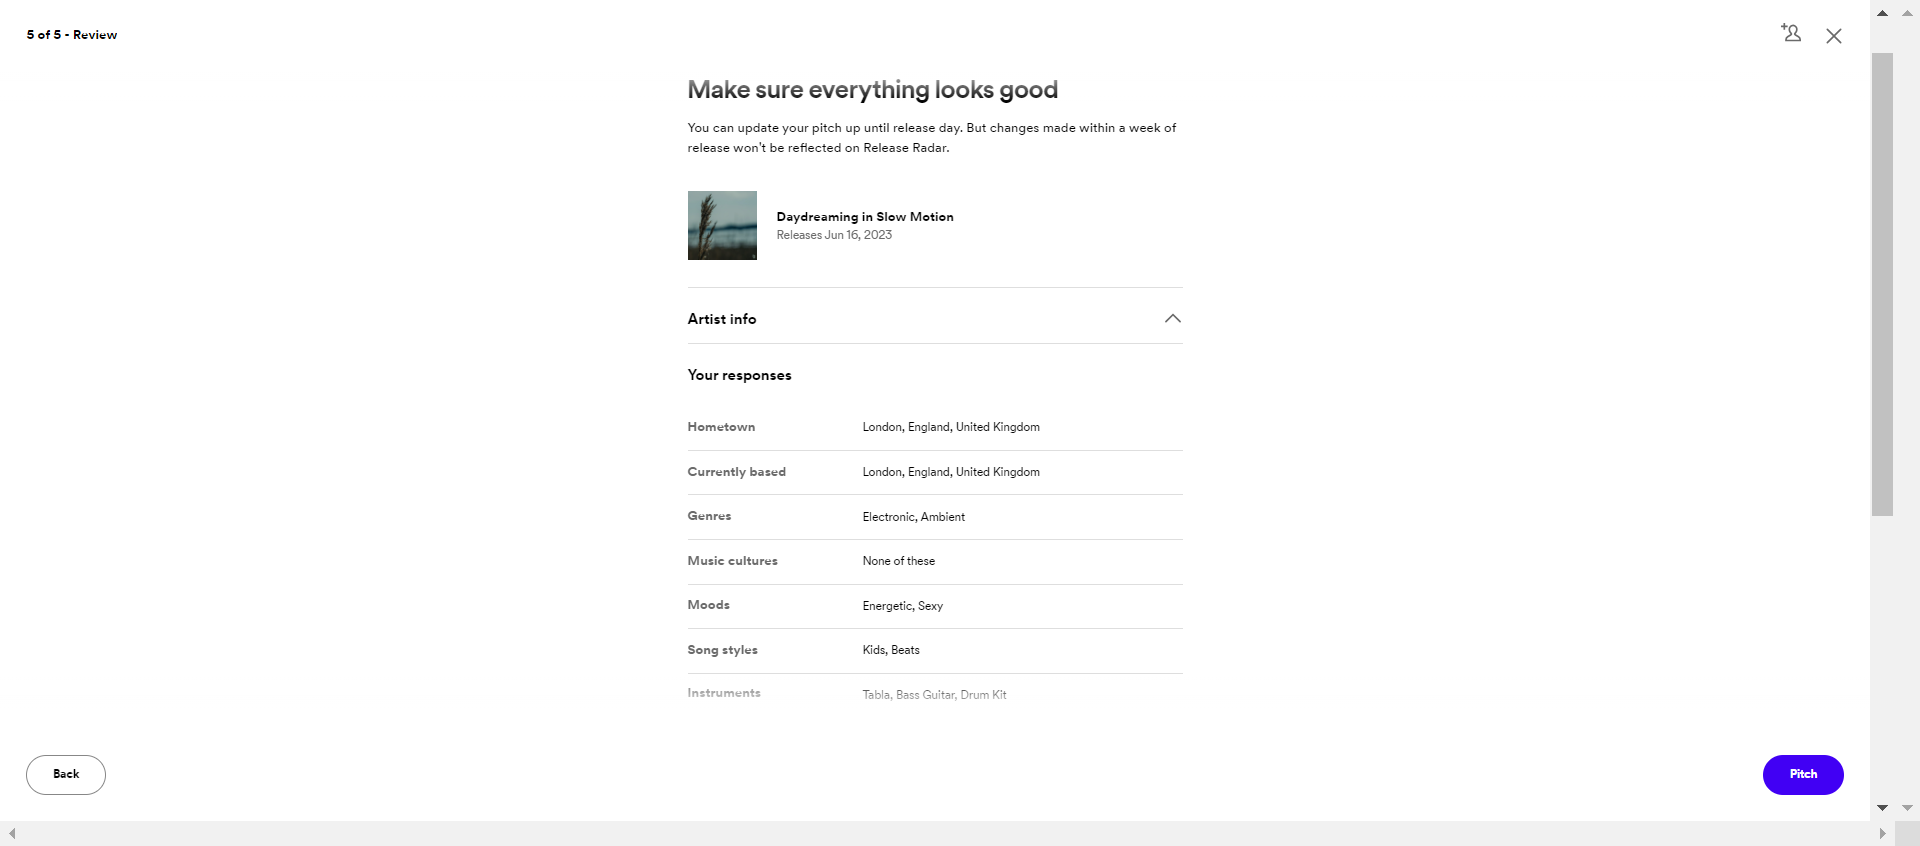 5 of 5 - Review
Make sure everything looks good
You can update your pitch up until release day. But changes made within a week of
release won't be reflected on Release Radar.
Daydreaming in Slow Motion
Releases Jun 16, 2023
Artist info
Your responses
Hometown London, England, United Kingdom
Currently based London, England, United Kingdom
Genres Electronic, Ambient
Music cultures None of these
Moods Energetic, Sexy
Song styles Kids, Beats
Instruments Tabla, Bass Guitar, Drum Kit
Back Pitch